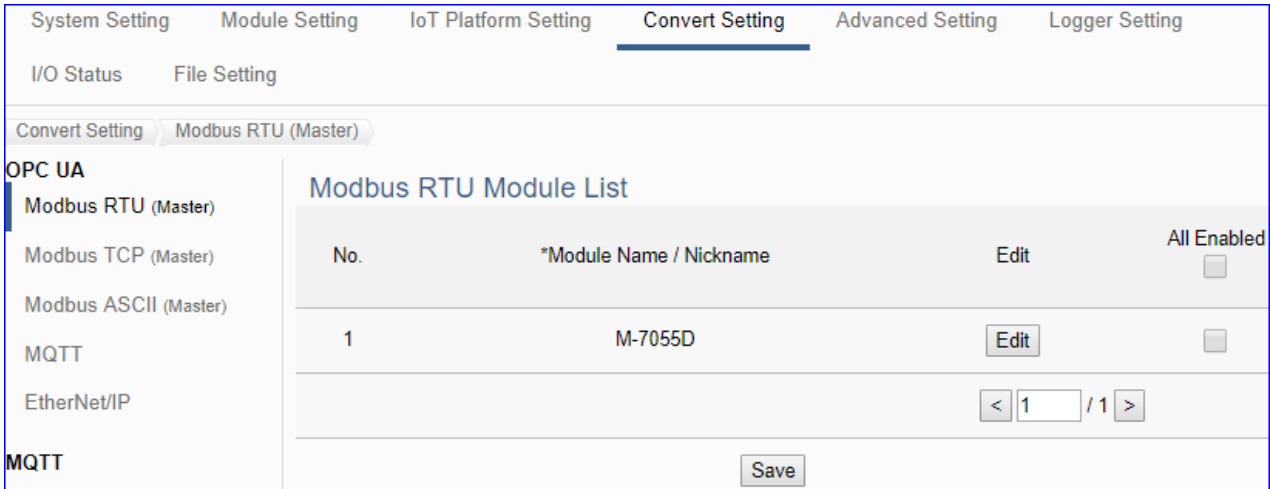 System Setting Module Setting IoT Platform Setting Convert Setting Advanced Setting Logger Setting
I/O Status File Setting
Convert Setting Modbus RTU (Master)
OPC UA
Modbus RTU (Master)
Modbus TCP (Master)
Modbus ASCII (Master)
MQTT
EtherNet/IP
MQTT
Modbus RTU Module List
No. *Module Name / Nickname Edit All Enabled
1 M-7055D Edit
< 1 / 1 >
Save